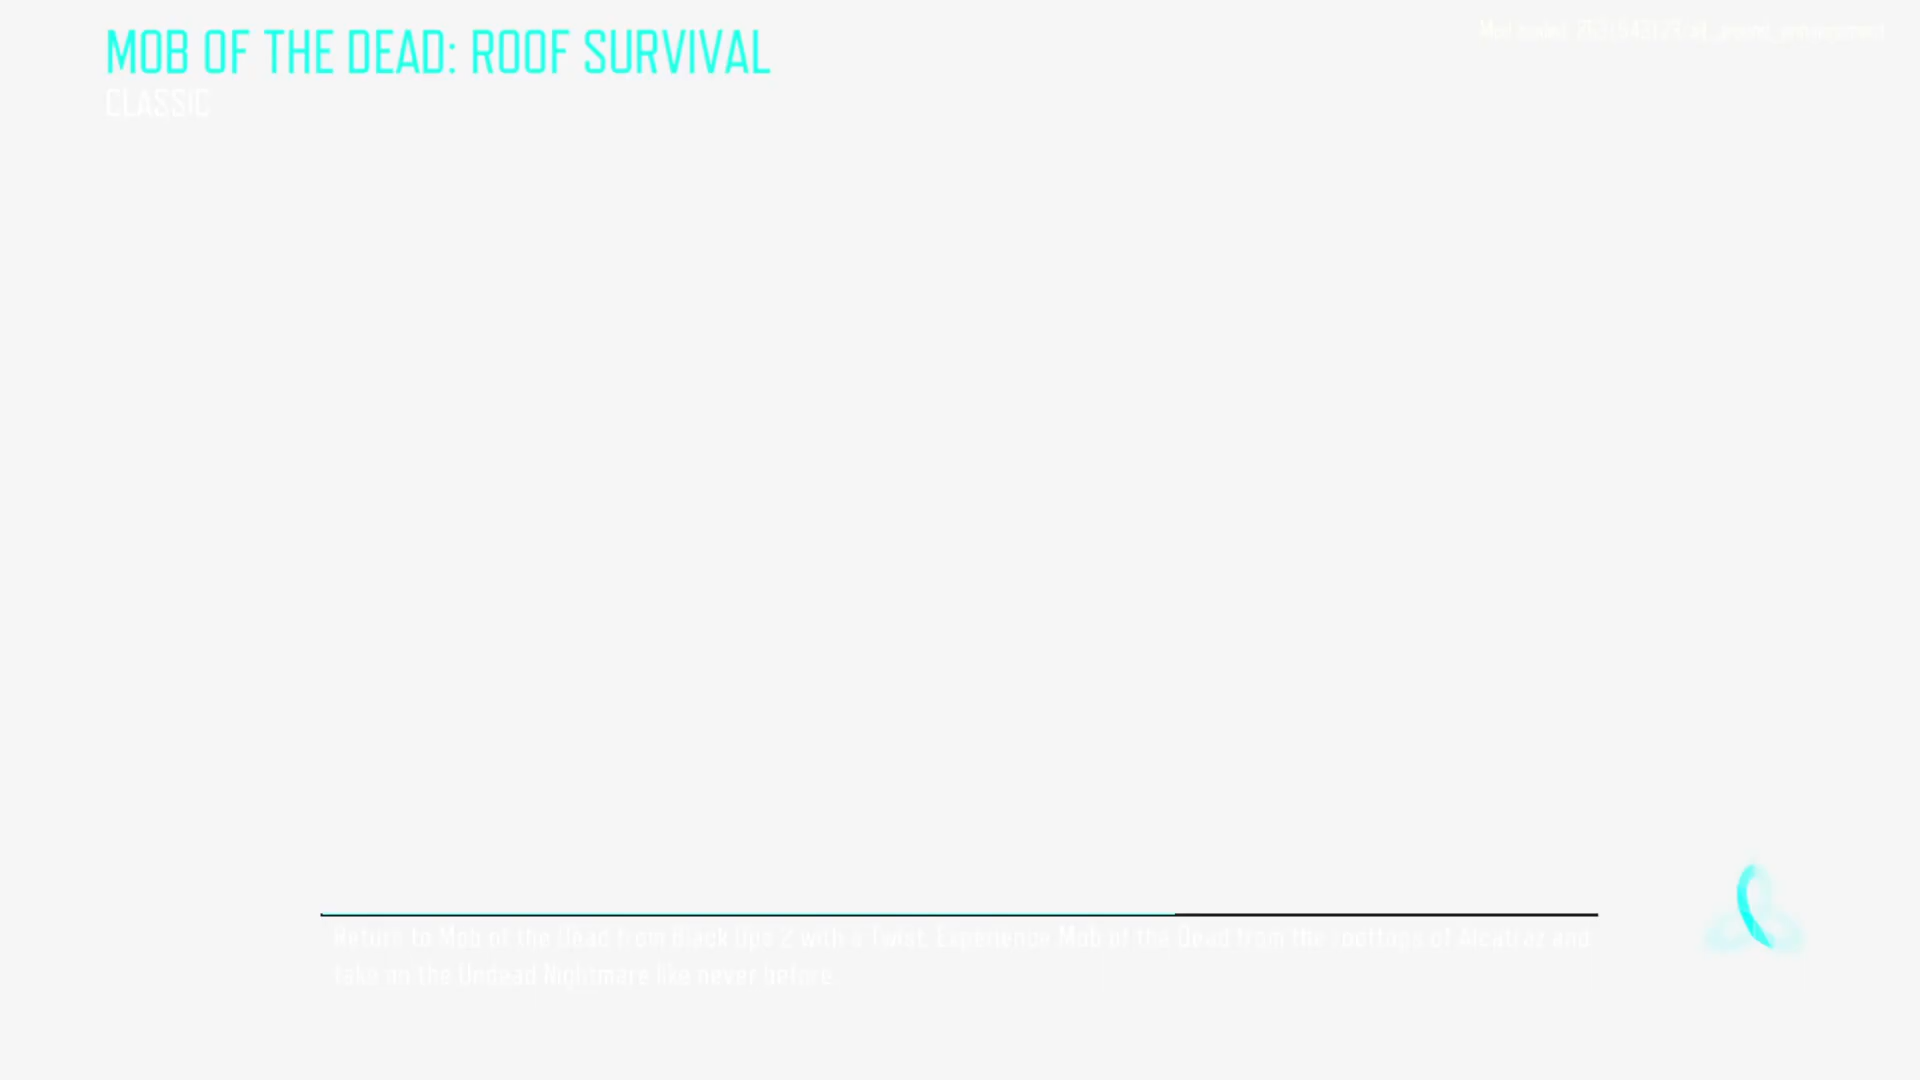 MOB OF THE DEAD: ROOF SURVIVAL
CLASSIC
Return to Mob of the Dead from Black Ops 2 with a Twist. Experience Mob of the Dead from the rooftops of Alcatraz and
take on the Undead Nightmare like never before.